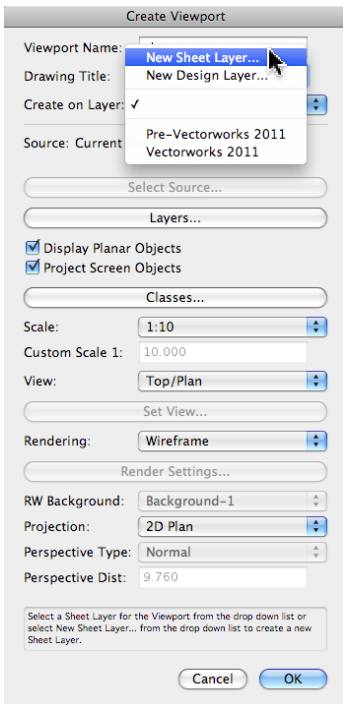 Create Viewport
Viewport Name:
New Sheet Layer...
Drawing Title:
New Design Layer...
Create on Layer: ✓
Pre-Vectorworks 2011
Source: Current
Vectorworks 2011
Select Source...
Layers...
Display Planar Objects
Project Screen Objects
Classes...
Scale: 1:10
Custom Scale 1: 10.000
View: Top/Plan
Set View...
Rendering: Wireframe
Render Settings...
RW Background: Background-1
Projection: 2D Plan
Perspective Type: Normal
Perspective Dist: 9.760
Select a Sheet Layer for the Viewport from the drop down list or
select New Sheet Layer... from the drop down list to create a new
Sheet Layer.
Cancel OK